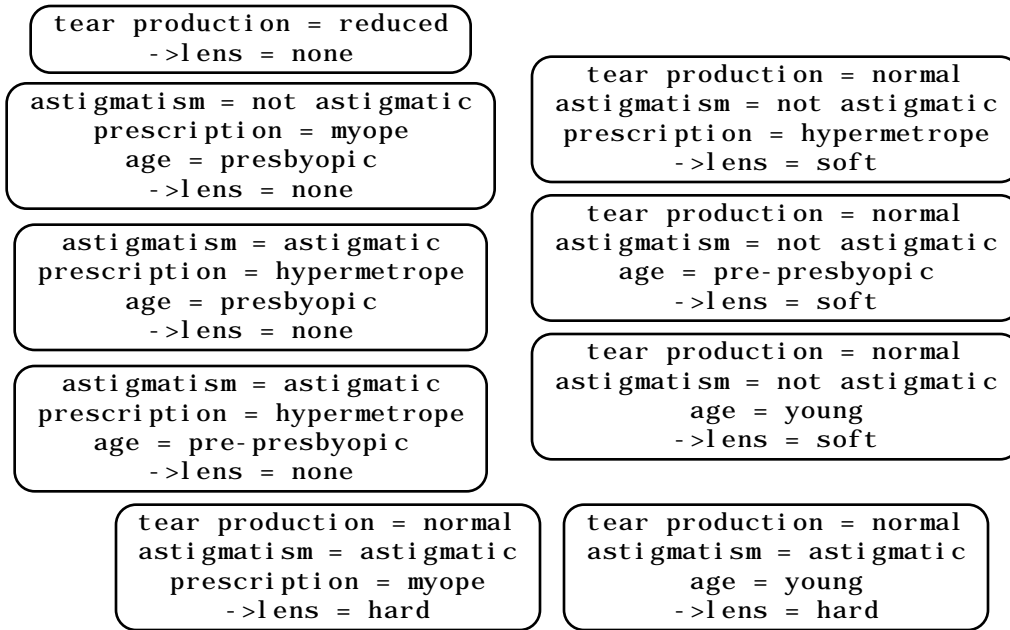 tear production = reduced
->lens = none
astigmatism = not astigmatic
prescription = myope
age = presbyopic
->lens = none
astigmatism = astigmatic
prescription = hypermetrope
age = presbyopic
->lens = none
astigmatism = astigmatic
prescription = hypermetrope
age = pre-presbyopic
->lens = none
tear production = normal
astigmatism = not astigmatic
prescription = hypermetrope
->lens = soft
tear production = normal
astigmatism = not astigmatic
age = pre-presbyopic
->lens = soft
tear production = normal
astigmatism = not astigmatic
age = young
->lens = soft
tear production = normal
astigmatism = astigmatic
prescription = myope
->lens = hard
tear production = normal
astigmatism = astigmatic
age = young
->lens = hard